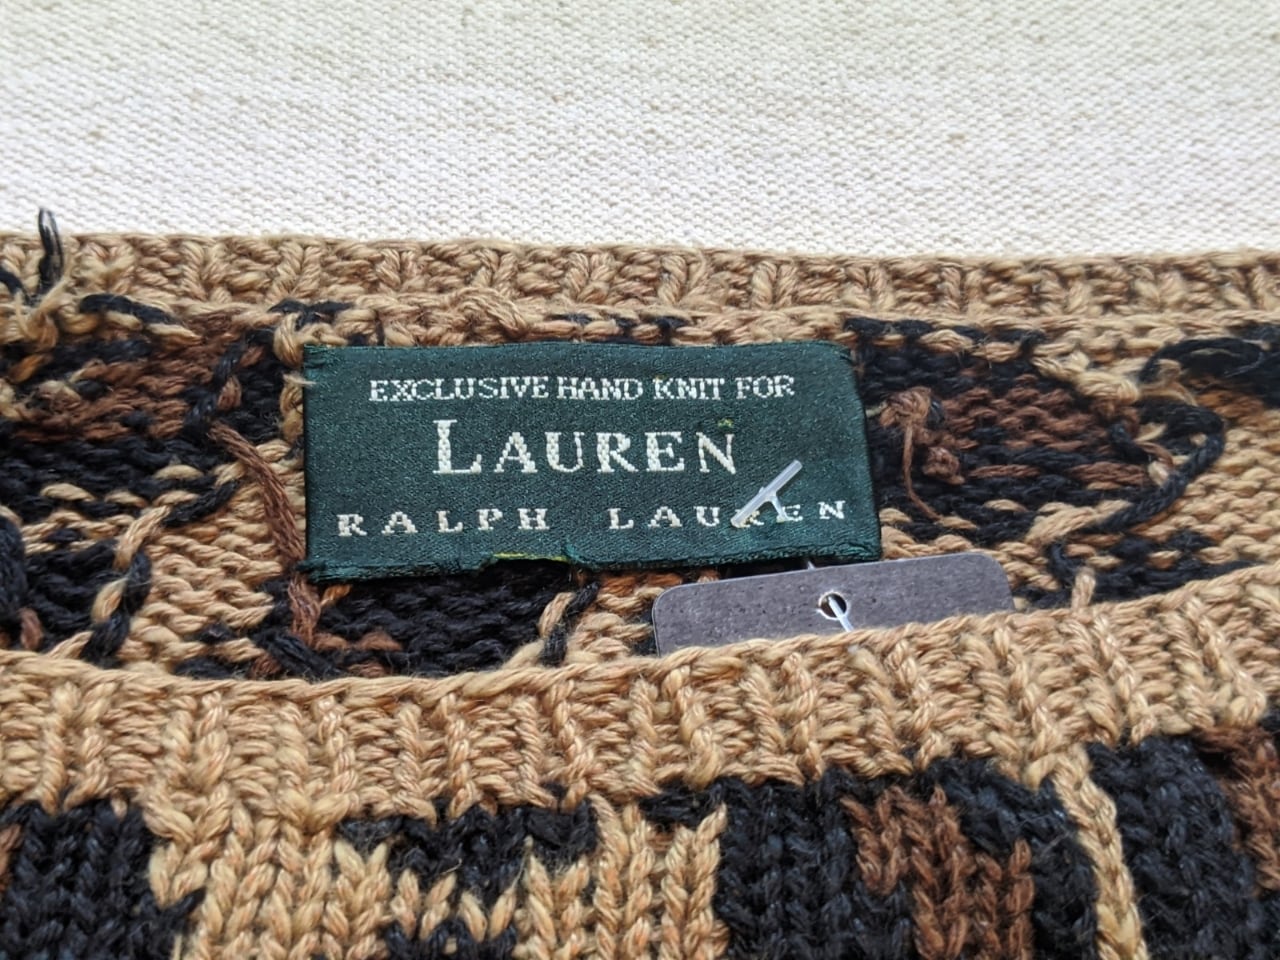 EXCLUSIVE HAND KNIT FOR
LAUREN
RALPH LAUREN